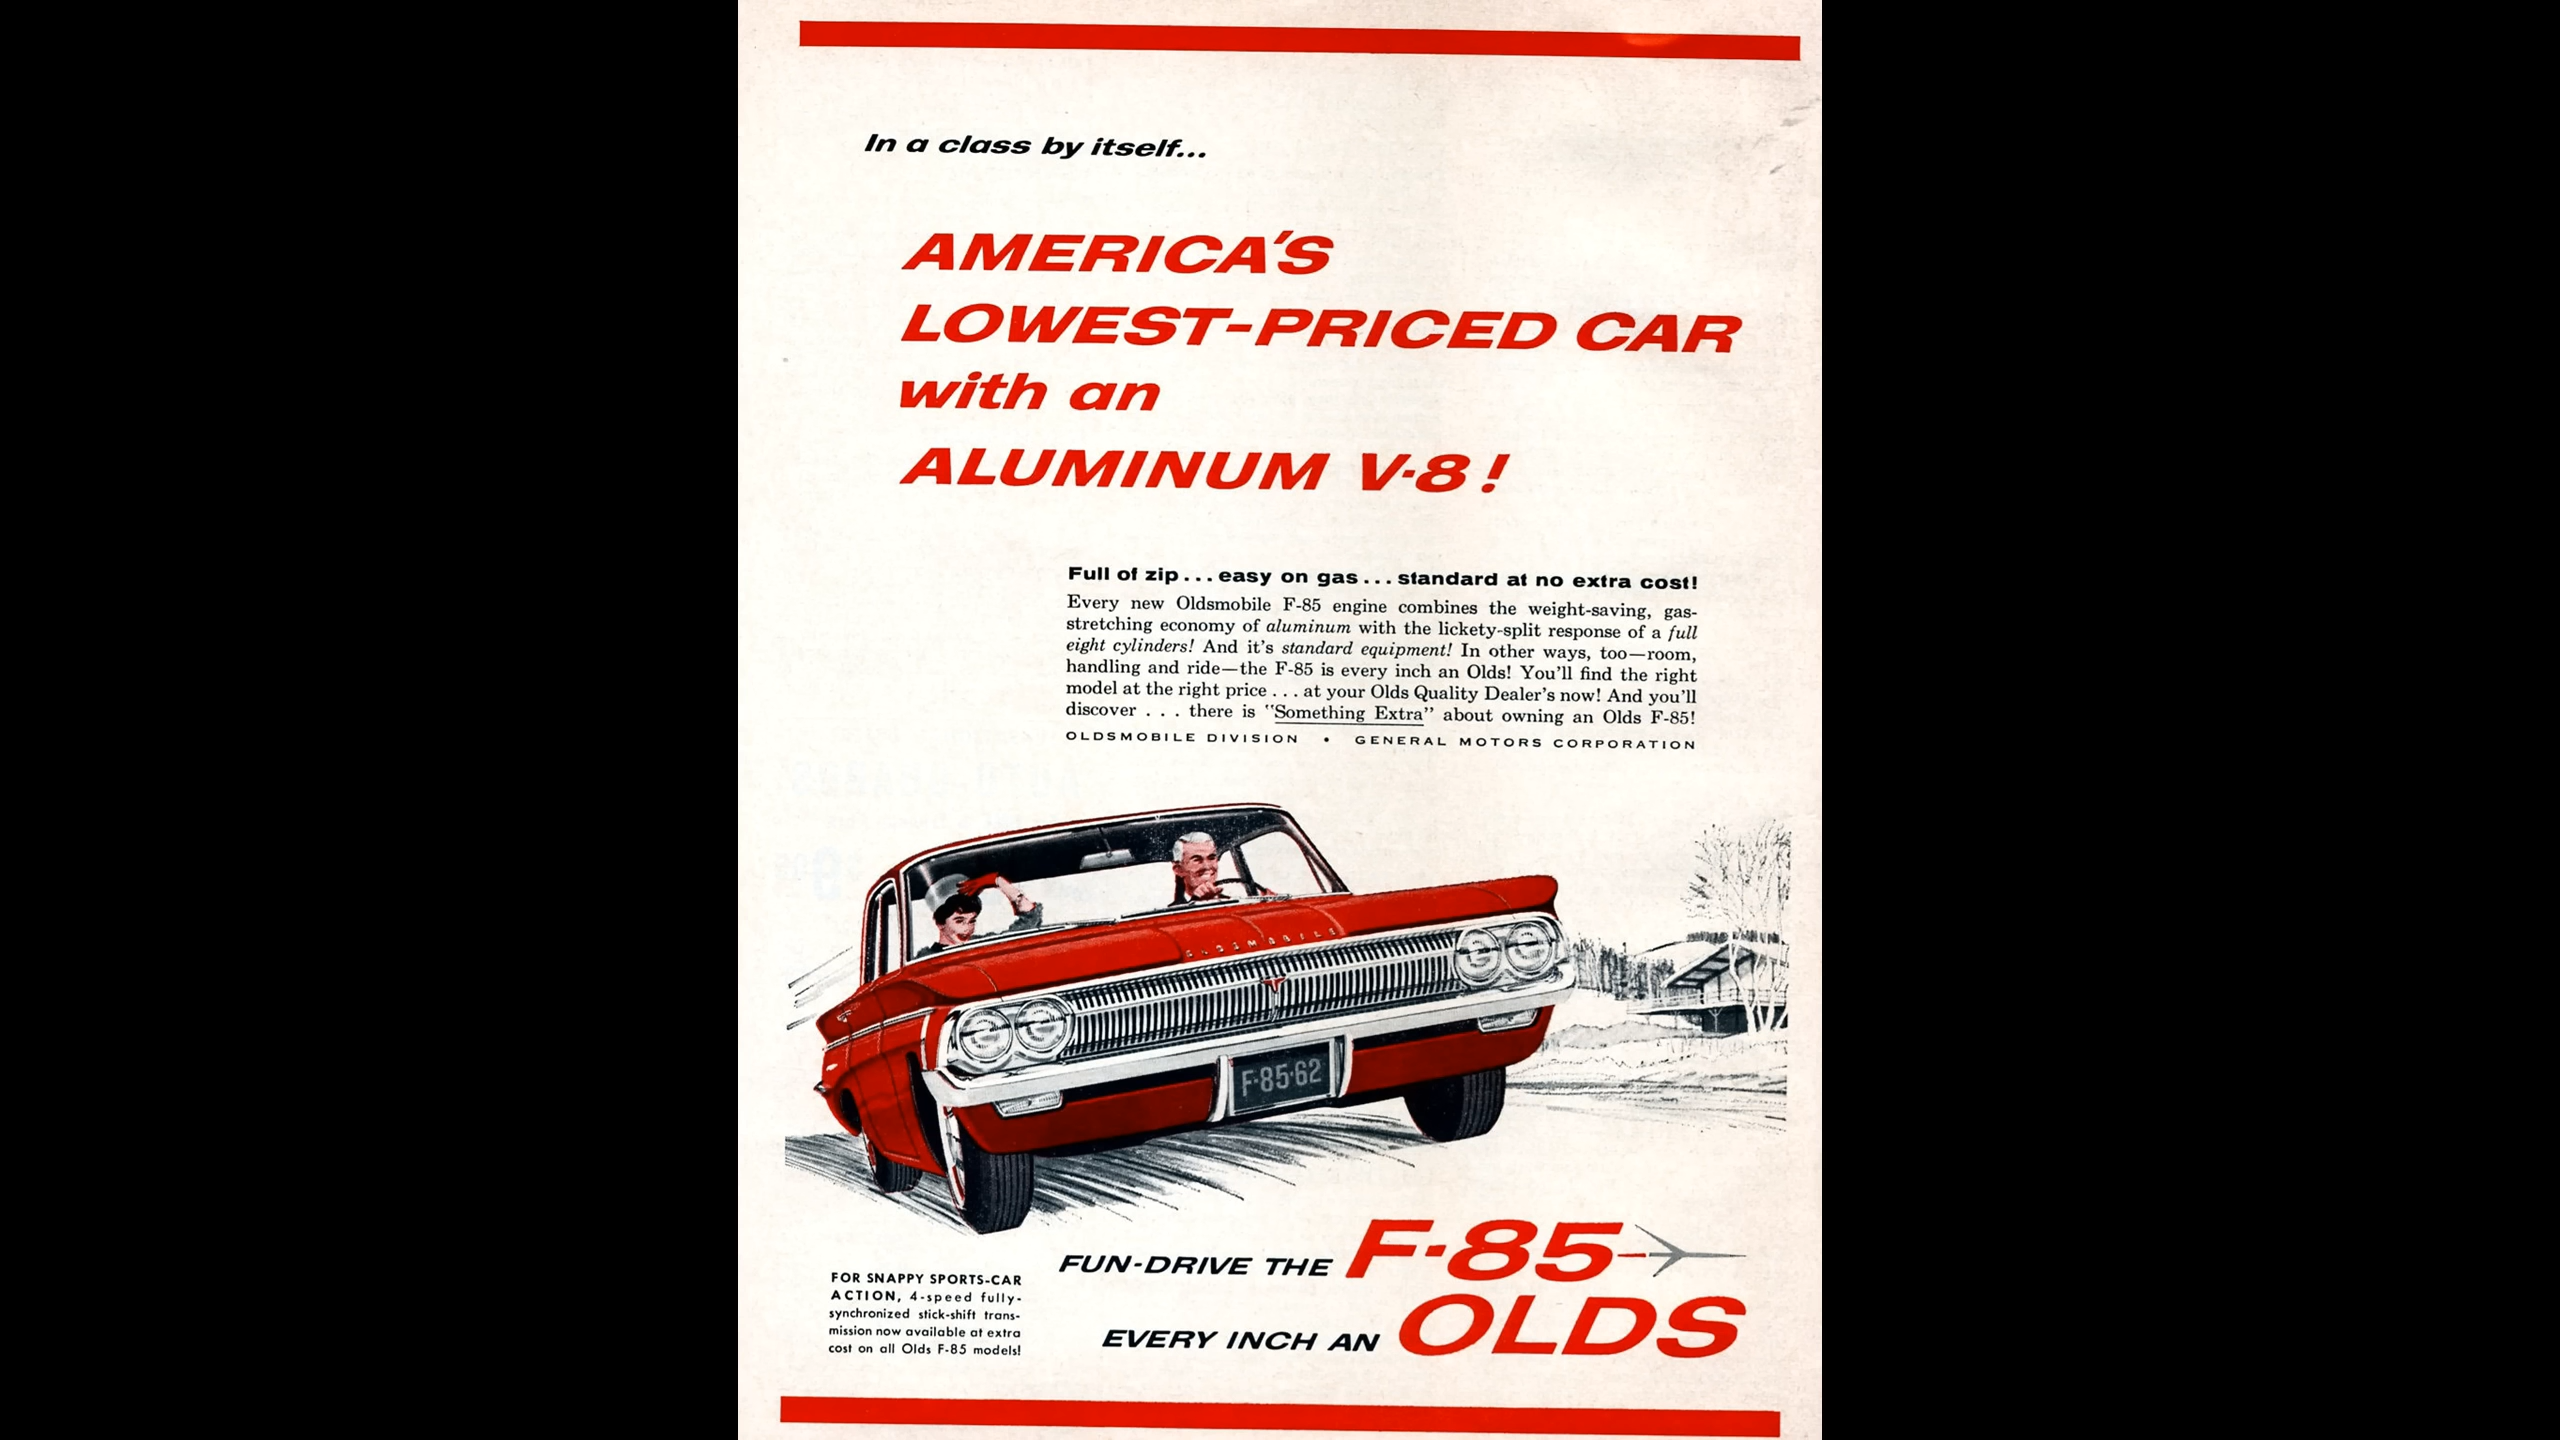 In a class by itself...
AMERICA'S
LOWEST-PRICED CAR
with an
ALUMINUM V-8!
Full of zip... easy on gas... standard at no extra cost!
Every new Oldsmobile F-85 engine combines the weight-saving, gas-
stretching economy of aluminum with the lickety-split response of a full
eight cylinders! And it's standard equipment! In other ways, too—room,
handling and ride—the F-85 is every inch an Olds! You'll find the right
model at the right price . . . at your Olds Quality Dealer's now! And you'll
discover . . . there is "Something Extra" about owning an Olds F-85!
OLDSMOBILE DIVISION • GENERAL MOTORS CORPORATION
OLDSMOBILE
F-85-62
FUN-DRIVE THE F-85
EVERY INCH AN OLDS
FOR SNAPPY SPORTS-CAR
ACTION, 4-speed fully-
synchronized stick-shift trans-
mission now available at extra
cost on all Olds F-85 models!